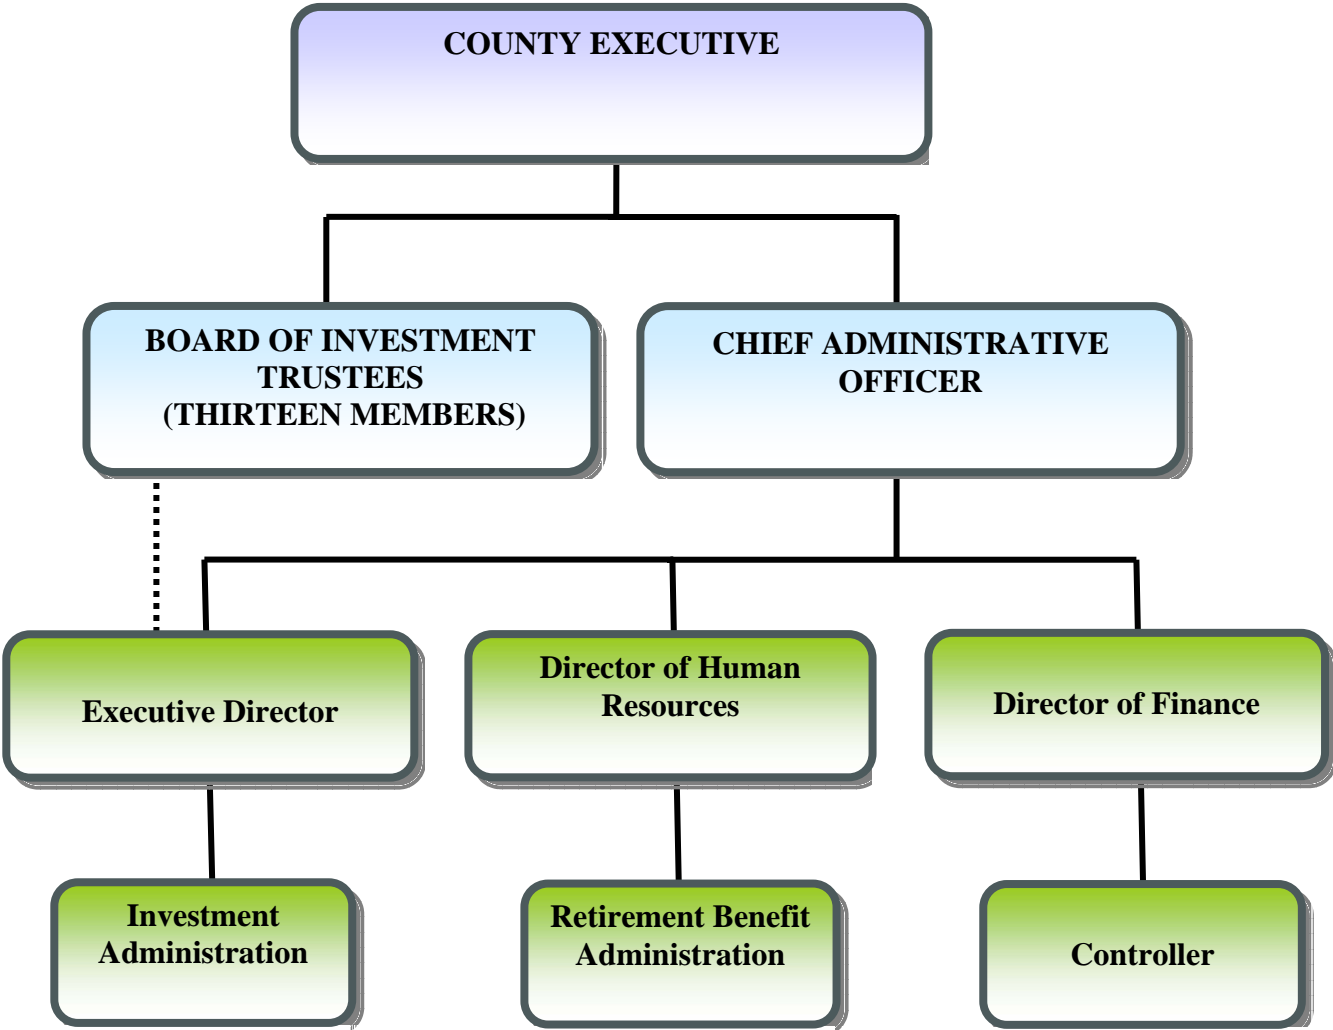 COUNTY EXECUTIVE
BOARD OF INVESTMENT
TRUSTEES
(THIRTEEN MEMBERS)
CHIEF ADMINISTRATIVE
OFFICER
Executive Director
Director of Human
Resources
Director of Finance
Investment
Administration
Retirement Benefit
Administration
Controller